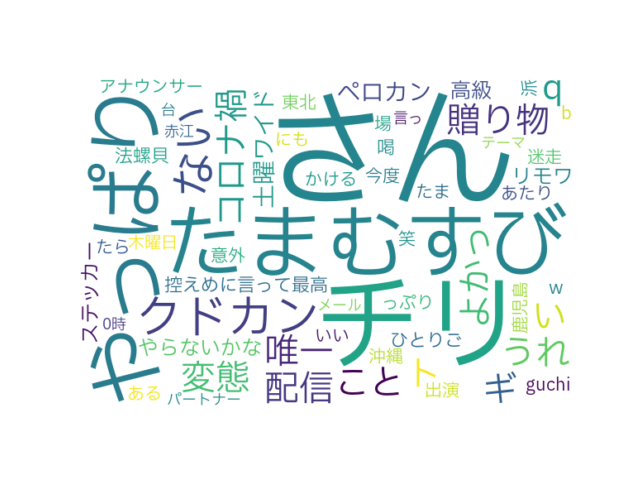 アナウンサー
台
東北
ペロカン
高級
派
q
赤江
ない
コロナ禍
土曜ワイド
さん
場
言っ
贈り物
b
テーマ
法螺貝
にも
喝
迷走
かける
今度
リモワ
やっぱり
たま
あたり
たまむすび
たら
木曜日
意外
笑
よかっ
ステッカー
控えめに言って最高
チリ
鹿児島
w
0時
クドカン
メール
っぷり
い
やらないかな
唯一
いい
ひとりご
うれ
変態
配信
こと
沖縄
ト
ギ
guchi
ある
パートナー
出演